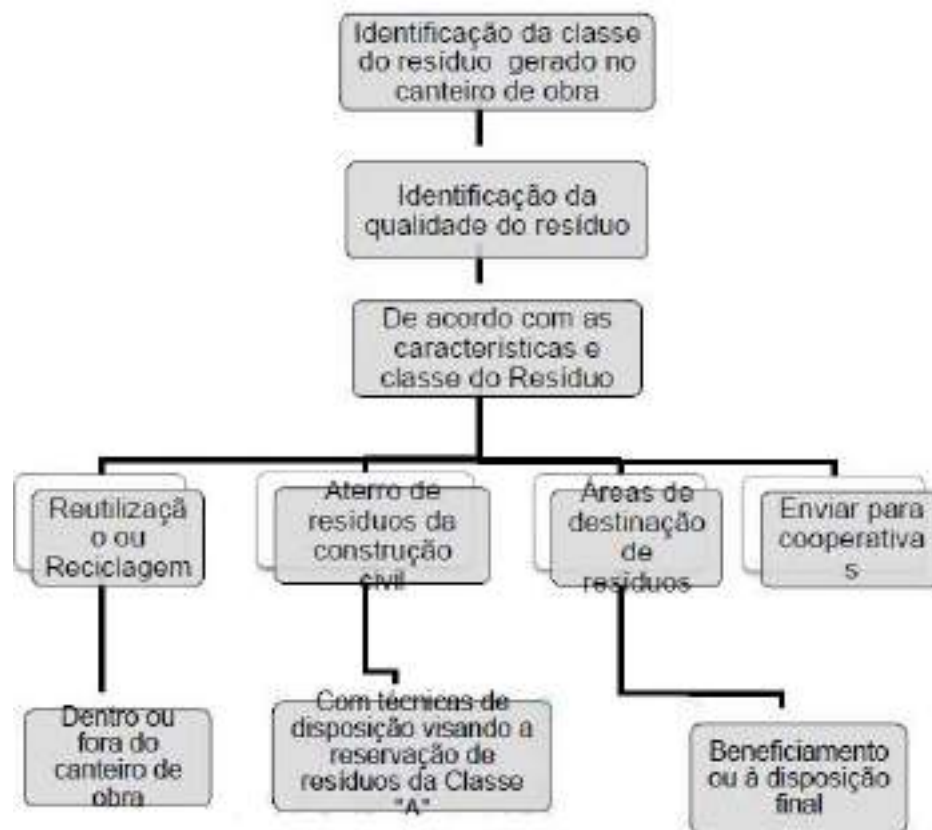 Identificação da classe
do resíduo gerado no
canteiro de obra
Identificação da
qualidade do resíduo
De acordo com as
características e
classe do Resíduo
Reutilizaçã
o ou
Reciclagem
Aterro de
resíduos da
construção
civil
Áreas de
destinação
de
resíduos
Enviar para
cooperativa
s
Dentro ou
fora do
canteiro de
obra
Com técnicas de
disposição visando a
reservação de
resíduos da Classe
"A"
Beneficiamento
ou à disposição
final